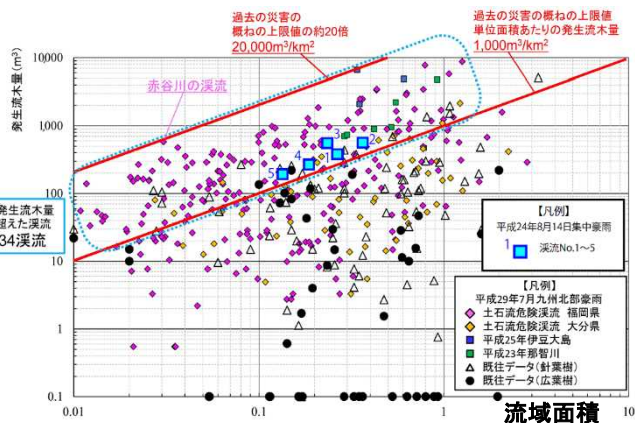 過去の災害の
概ねの上限値の約20倍
20,000m³/km²
過去の災害の概ねの上限値
単位面積あたりの発生流木量
1,000m³/km²
発生流木量(m³)
10000
1000
100
10
1
0.1
赤谷川の渓流
3
2
4
1
5
発生流木量
超えた渓流
34渓流
【凡例】
平成24年8月14日集中豪雨
1
渓流No.1～5
【凡例】
平成29年7月九州北部豪雨
土石流危険渓流 福岡県
土石流危険渓流 大分県
平成25年伊豆大島
平成23年那智川
既往データ(針葉樹)
既往データ(広葉樹)
0.01
0.1
1
10
流域面積